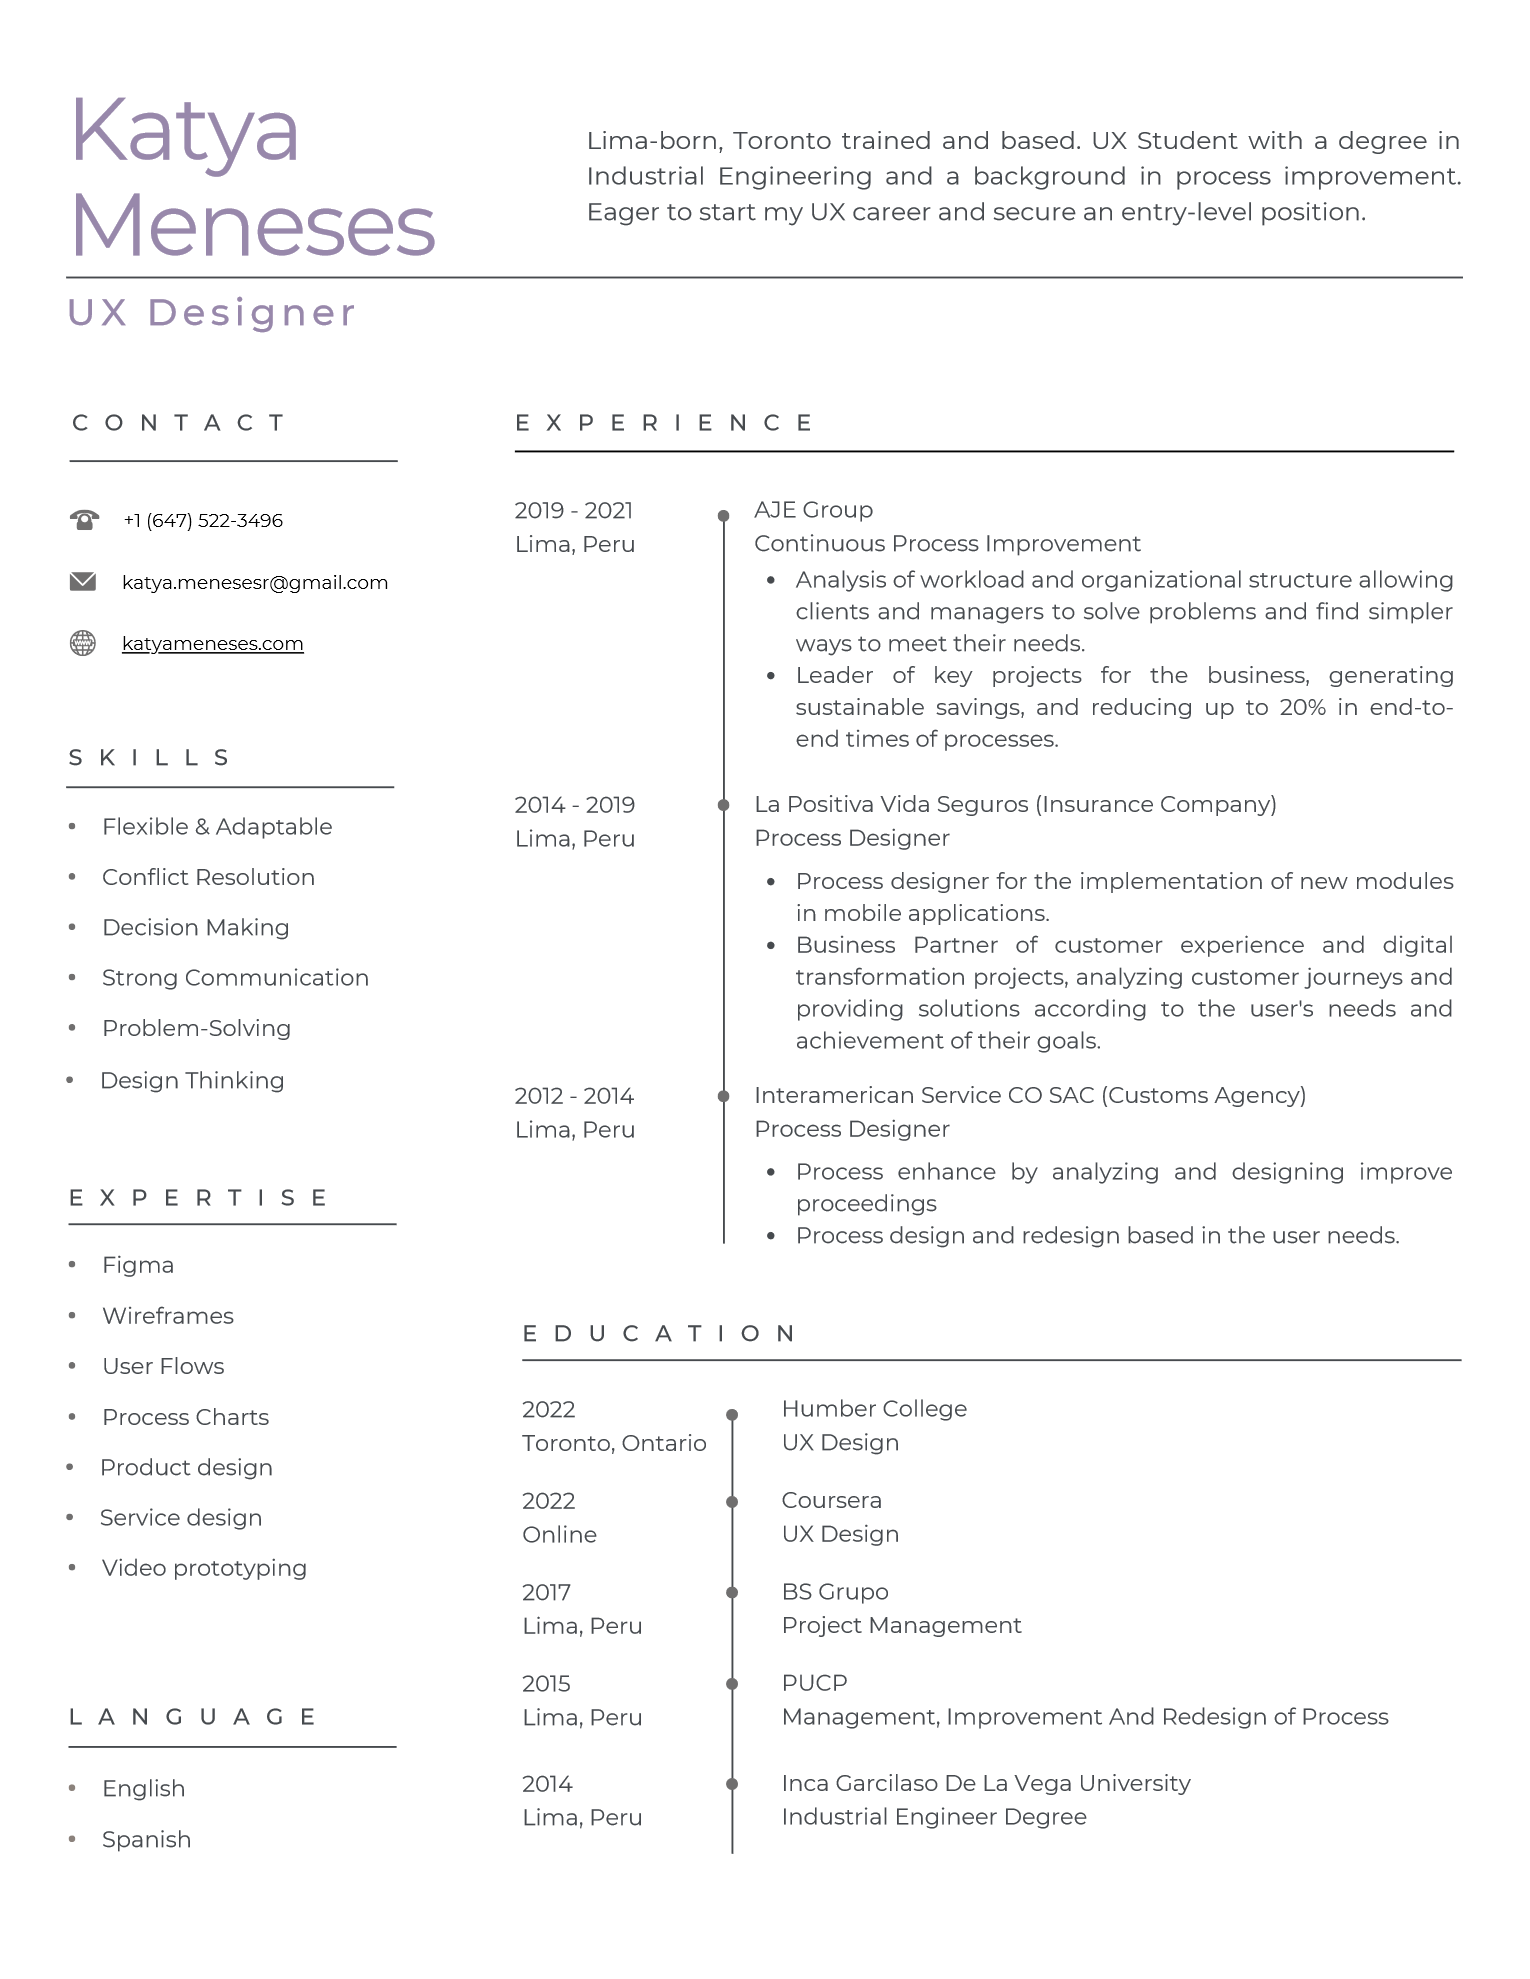 Katya
Meneses
Lima-born, Toronto trained and based. UX Student with a degree in
Industrial Engineering and a background in process improvement.
Eager to start my UX career and secure an entry-level position.
UX Designer
CONTACT
+1 (647) 522-3496
katya.menesesr@gmail.com
katyameneses.com
SKILLS
Flexible & Adaptable
Conflict Resolution
Decision Making
Strong Communication
Problem-Solving
Design Thinking
EXPERTISE
Figma
Wireframes
User Flows
Process Charts
Product design
Service design
Video prototyping
LANGUAGE
English
Spanish
EXPERIENCE
2019 - 2021
Lima, Peru
AJE Group
Continuous Process Improvement
Analysis of workload and organizational structure allowing
clients and managers to solve problems and find simpler
ways to meet their needs.
Leader of key projects for the business, generating
sustainable savings, and reducing up to 20% in end-to-
end times of processes.
2014 - 2019
Lima, Peru
La Positiva Vida Seguros (Insurance Company)
Process Designer
Process designer for the implementation of new modules
in mobile applications.
Business Partner of customer experience and digital
transformation projects, analyzing customer journeys and
providing solutions according to the user's needs and
achievement of their goals.
2012 - 2014
Lima, Peru
Interamerican Service CO SAC (Customs Agency)
Process Designer
Process enhance by analyzing and designing improve
proceedings
Process design and redesign based in the user needs.
EDUCATION
2022
Toronto, Ontario
Humber College
UX Design
2022
Online
Coursera
UX Design
2017
Lima, Peru
BS Grupo
Project Management
2015
Lima, Peru
PUCP
Management, Improvement And Redesign of Process
2014
Lima, Peru
Inca Garcilaso De La Vega University
Industrial Engineer Degree